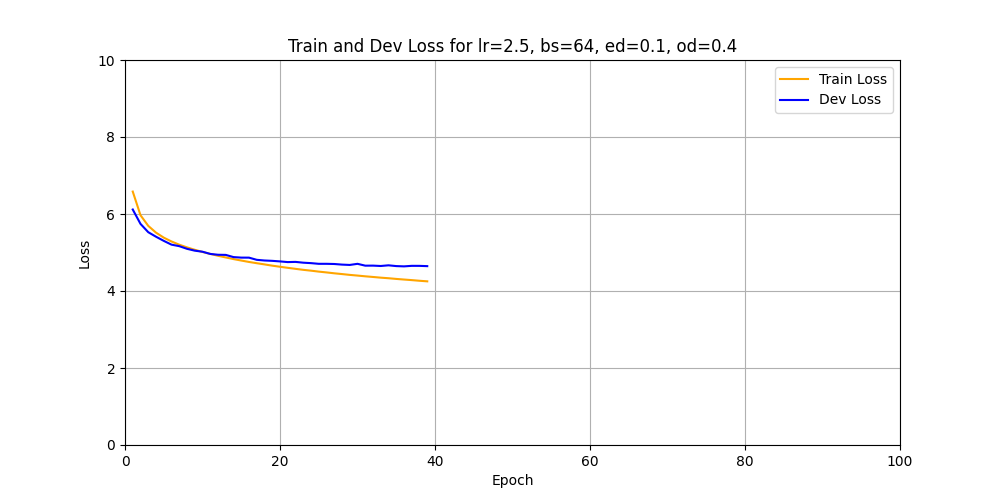 Train and Dev Loss for lr=2.5, bs=64, ed=0.1, od=0.4
Train Loss
Dev Loss
10
8
6
4
2
0
Loss
0 20 40 60 80 100
Epoch